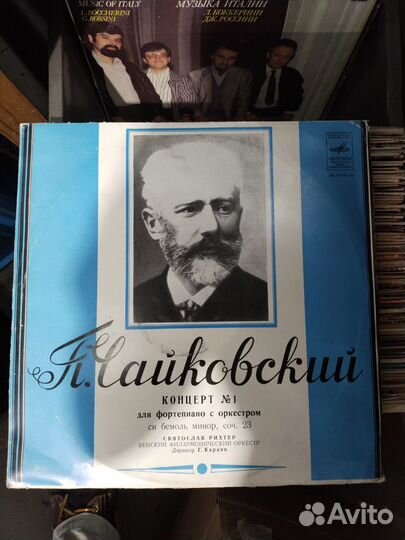 MUSIC OF ITALY
L. BOCCHERINI
G. ROSSINI
МУЗЫКА ИТАЛИИ
Л. БОККЕРИНИ
ДЖ. РОССИНИ
МЕЛОДИЯ
П. Чайковский
КОНЦЕРТ №1
для фортепиано с оркестром
си бемоль минор, соч. 23
СВЯТОСЛАВ РИХТЕР
ВЕНСКИЙ ФИЛАРМОНИЧЕСКИЙ ОРКЕСТР
Дирижер Г. Караян
Avito